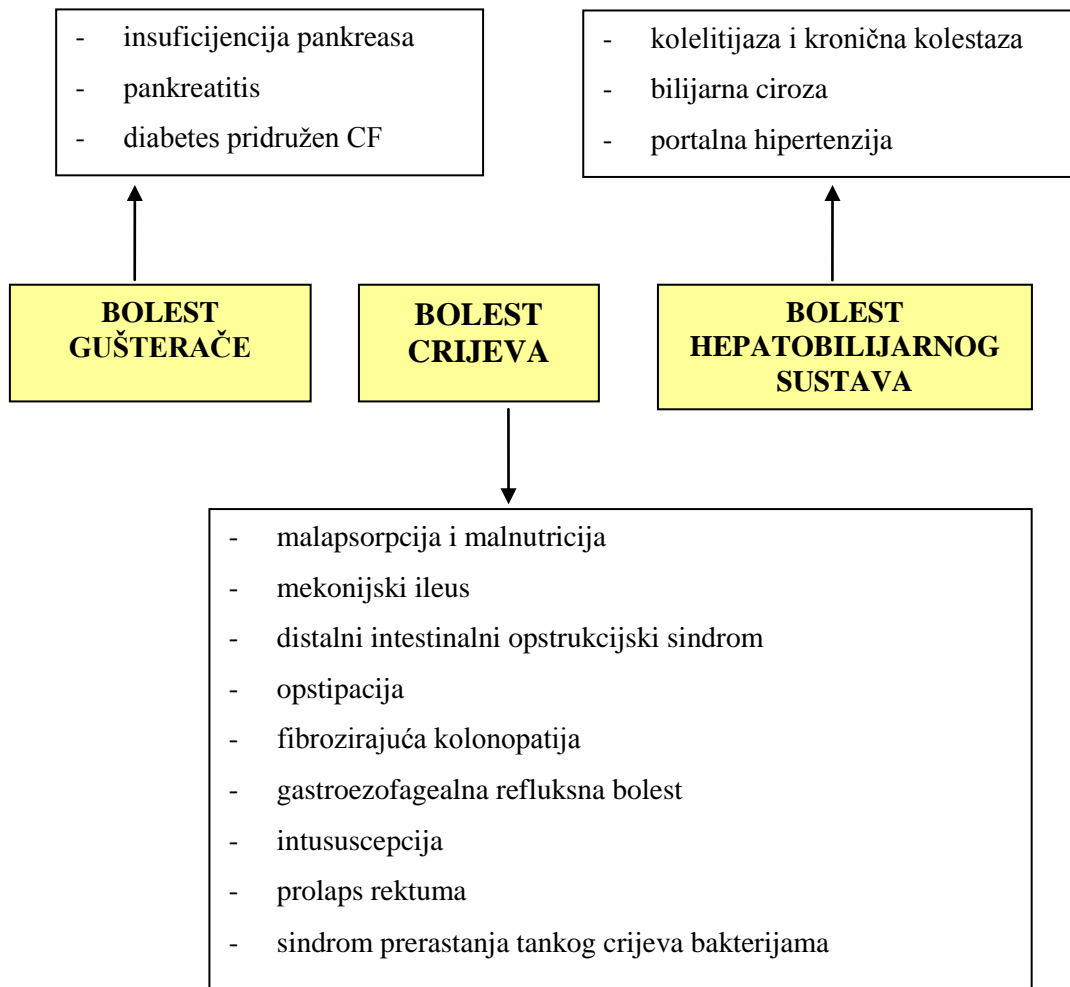 - insuficijencija pankreasa
- pankreatitis
- diabetes pridružen CF
- kolelitijaza i kronična kolestaza
- bilijarna ciroza
- portalna hipertenzija
BOLEST
GUŠTERAČE
BOLEST
CRIJEVA
BOLEST
HEPATOBILIJARNOG
SUSTAVA
- malapsorpcija i malnutricija
- mekonijski ileus
- distalni intestinalni opstrukcijski sindrom
- opstipacija
- fibrozirajuća kolonopatija
- gastroezofagealna refluksna bolest
- intususcepcija
- prolaps rektuma
- sindrom prerastanja tankog crijeva bakterijama